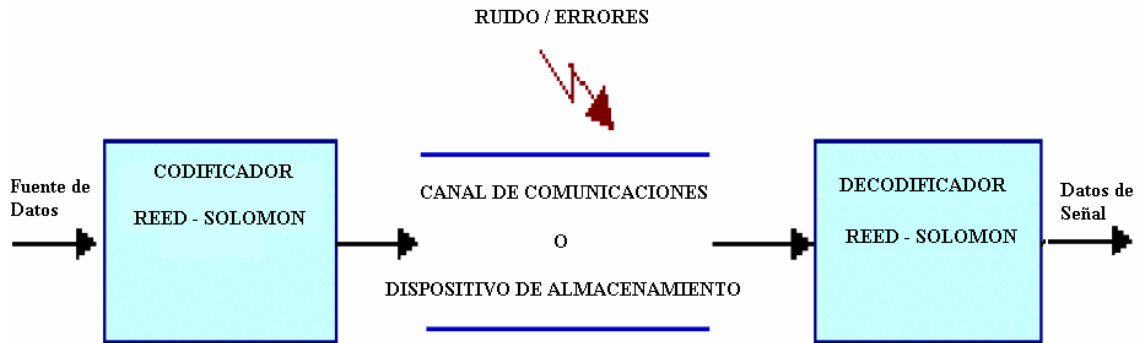 RUIDO / ERRORES
Fuente de
Datos
CODIFICADOR
REED - SOLOMON
CANAL DE COMUNICACIONES
O
DISPOSITIVO DE ALMACENAMIENTO
DECODIFICADOR
REED - SOLOMON
Datos de
Señal